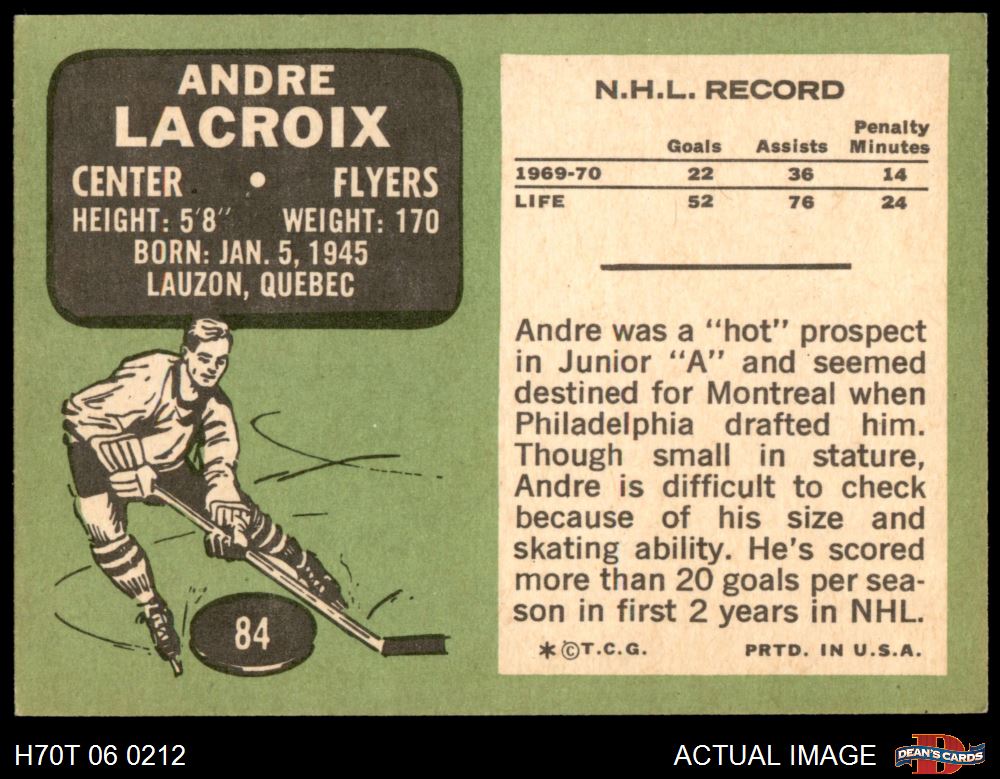 ANDRE
LACROIX
CENTER • FLYERS
HEIGHT: 5'8" WEIGHT: 170
BORN: JAN. 5, 1945
LAUZON, QUEBEC
84
N.H.L. RECORD
Goals Assists Penalty Minutes
1969-70 22 36 14
LIFE 52 76 24
Andre was a "hot" prospect
in Junior "A" and seemed
destined for Montreal when
Philadelphia drafted him.
Though small in stature,
Andre is difficult to check
because of his size and
skating ability. He's scored
more than 20 goals per sea-
son in first 2 years in NHL.
*©T.C.G. PRTD. IN U.S.A.
H70T 06 0212 ACTUAL IMAGE D DEAN'S CARDS